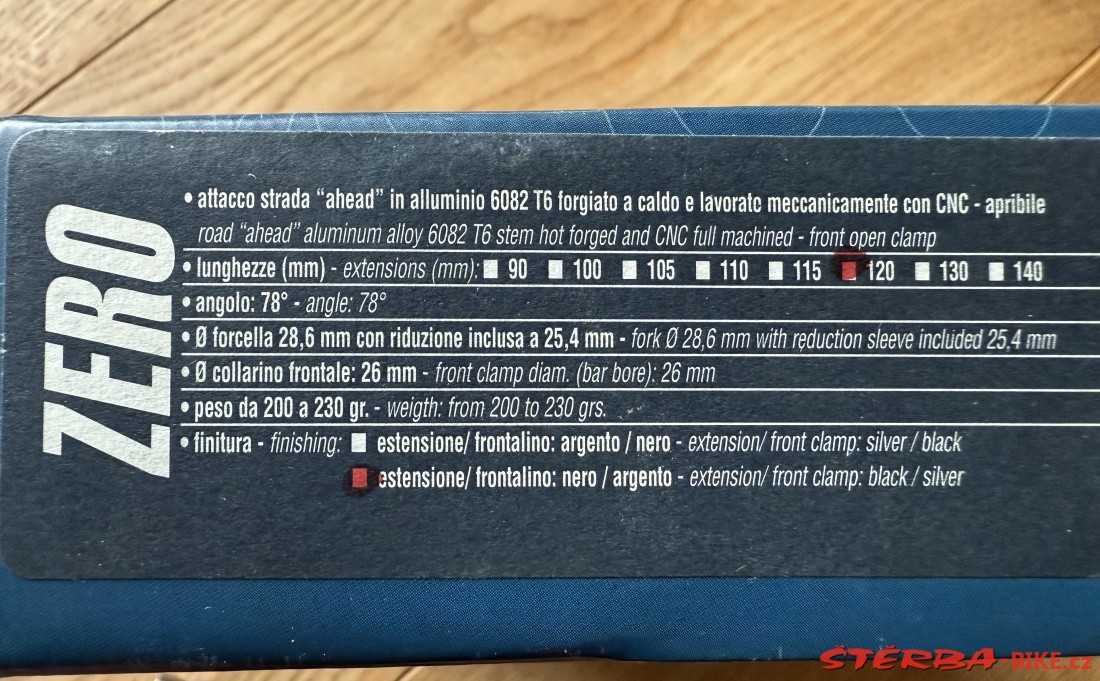 ZERO
• attacco strada “ahead” in alluminio 6082 T6 forgiato a caldo e lavorato meccanicamente con CNC - apribile
road “ahead” aluminum alloy 6082 T6 stem hot forged and CNC full machined - front open clamp
• lunghezze (mm) - extensions (mm): 90 100 105 110 115 120 130 140
• angolo: 78° - angle: 78°
• Ø forcella 28,6 mm con riduzione inclusa a 25,4 mm - fork Ø 28,6 mm with reduction sleeve included 25,4 mm
• Ø collarino frontale: 26 mm - front clamp diam. (bar bore): 26 mm
• peso da 200 a 230 gr. - weigth: from 200 to 230 grs.
• finitura - finishing: estensione/ frontalino: argento / nero - extension/ front clamp: silver / black
estensione/ frontalino: nero / argento - extension/ front clamp: black / silver
ŠTĚRBA BIKE.cz